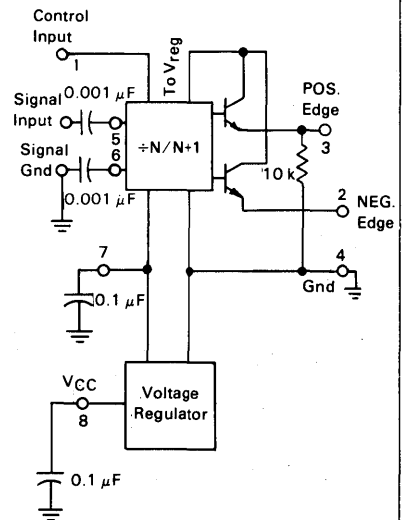 Control
Input
1
To Vreg
0.001 µF
Signal
Input
5
Signal
Gnd
6
0.001 µF
÷N/N+1
POS.
Edge
3
10 k
2
NEG.
Edge
4
Gnd
7
0.1 µF
VCC
8
Voltage
Regulator
0.1 µF